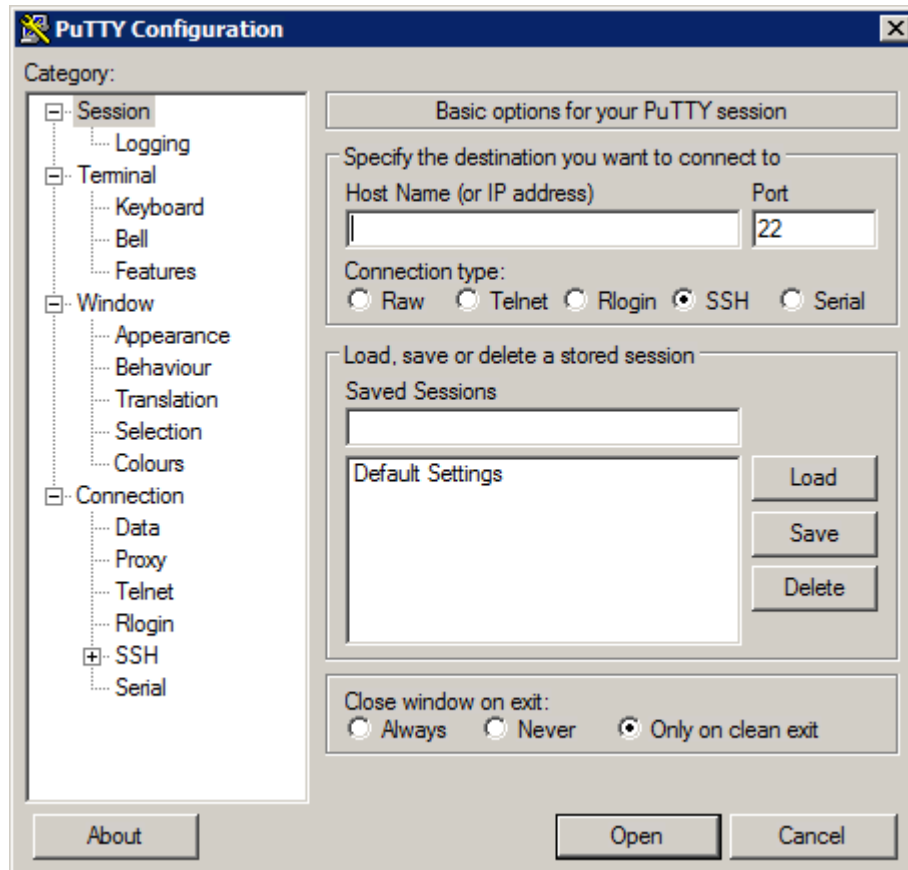 PuTTY Configuration
Category:
Session
Logging
Terminal
Keyboard
Bell
Features
Window
Appearance
Behaviour
Translation
Selection
Colours
Connection
Data
Proxy
Telnet
Rlogin
SSH
Serial
Basic options for your PuTTY session
Specify the destination you want to connect to
Host Name (or IP address) Port
22
Connection type:
Raw Telnet Rlogin SSH Serial
Load, save or delete a stored session
Saved Sessions
Default Settings
Load
Save
Delete
Close window on exit:
Always Never Only on clean exit
About Open Cancel